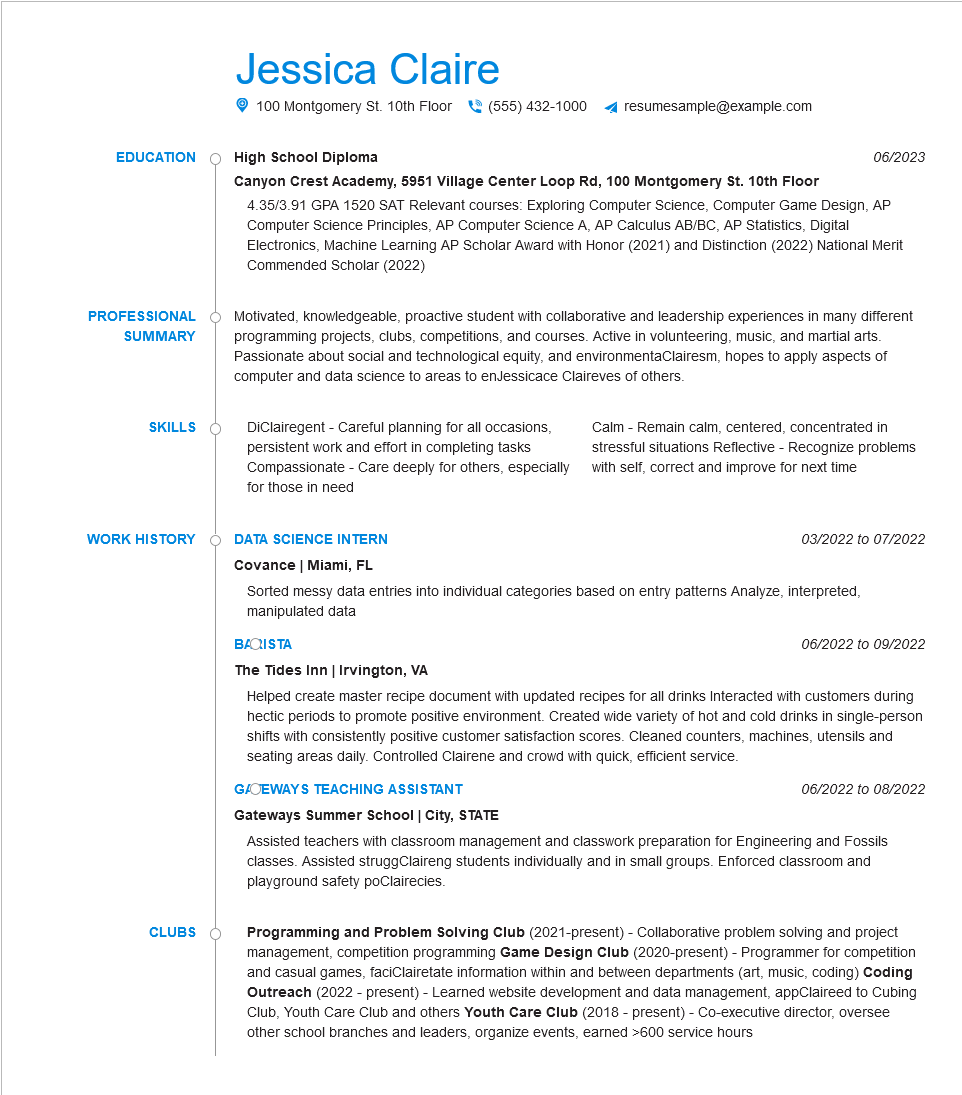 Jessica Claire
100 Montgomery St. 10th Floor (555) 432-1000 resumesample@example.com
EDUCATION
High School Diploma 06/2023
Canyon Crest Academy, 5951 Village Center Loop Rd, 100 Montgomery St. 10th Floor
4.35/3.91 GPA 1520 SAT Relevant courses: Exploring Computer Science, Computer Game Design, AP
Computer Science Principles, AP Computer Science A, AP Calculus AB/BC, AP Statistics, Digital
Electronics, Machine Learning AP Scholar Award with Honor (2021) and Distinction (2022) National Merit
Commended Scholar (2022)
PROFESSIONAL
SUMMARY
Motivated, knowledgeable, proactive student with collaborative and leadership experiences in many different
programming projects, clubs, competitions, and courses. Active in volunteering, music, and martial arts.
Passionate about social and technological equity, and environmentaClairesm, hopes to apply aspects of
computer and data science to areas to enJessicace Claireves of others.
SKILLS
DiClairegent - Careful planning for all occasions,
persistent work and effort in completing tasks
Compassionate - Care deeply for others, especially
for those in need
Calm - Remain calm, centered, concentrated in
stressful situations Reflective - Recognize problems
with self, correct and improve for next time
WORK HISTORY
DATA SCIENCE INTERN 03/2022 to 07/2022
Covance | Miami, FL
Sorted messy data entries into individual categories based on entry patterns Analyze, interpreted,
manipulated data
BARISTA 06/2022 to 09/2022
The Tides Inn | Irvington, VA
Helped create master recipe document with updated recipes for all drinks Interacted with customers during
hectic periods to promote positive environment. Created wide variety of hot and cold drinks in single-person
shifts with consistently positive customer satisfaction scores. Cleaned counters, machines, utensils and
seating areas daily. Controlled Clairene and crowd with quick, efficient service.
GATEWAYS TEACHING ASSISTANT 06/2022 to 08/2022
Gateways Summer School | City, STATE
Assisted teachers with classroom management and classwork preparation for Engineering and Fossils
classes. Assisted struggClaireng students individually and in small groups. Enforced classroom and
playground safety poClairecies.
CLUBS
Programming and Problem Solving Club (2021-present) - Collaborative problem solving and project
management, competition programming Game Design Club (2020-present) - Programmer for competition
and casual games, faciClairetate information within and between departments (art, music, coding) Coding
Outreach (2022 - present) - Learned website development and data management, appClaireed to Cubing
Club, Youth Care Club and others Youth Care Club (2018 - present) - Co-executive director, oversee
other school branches and leaders, organize events, earned >600 service hours